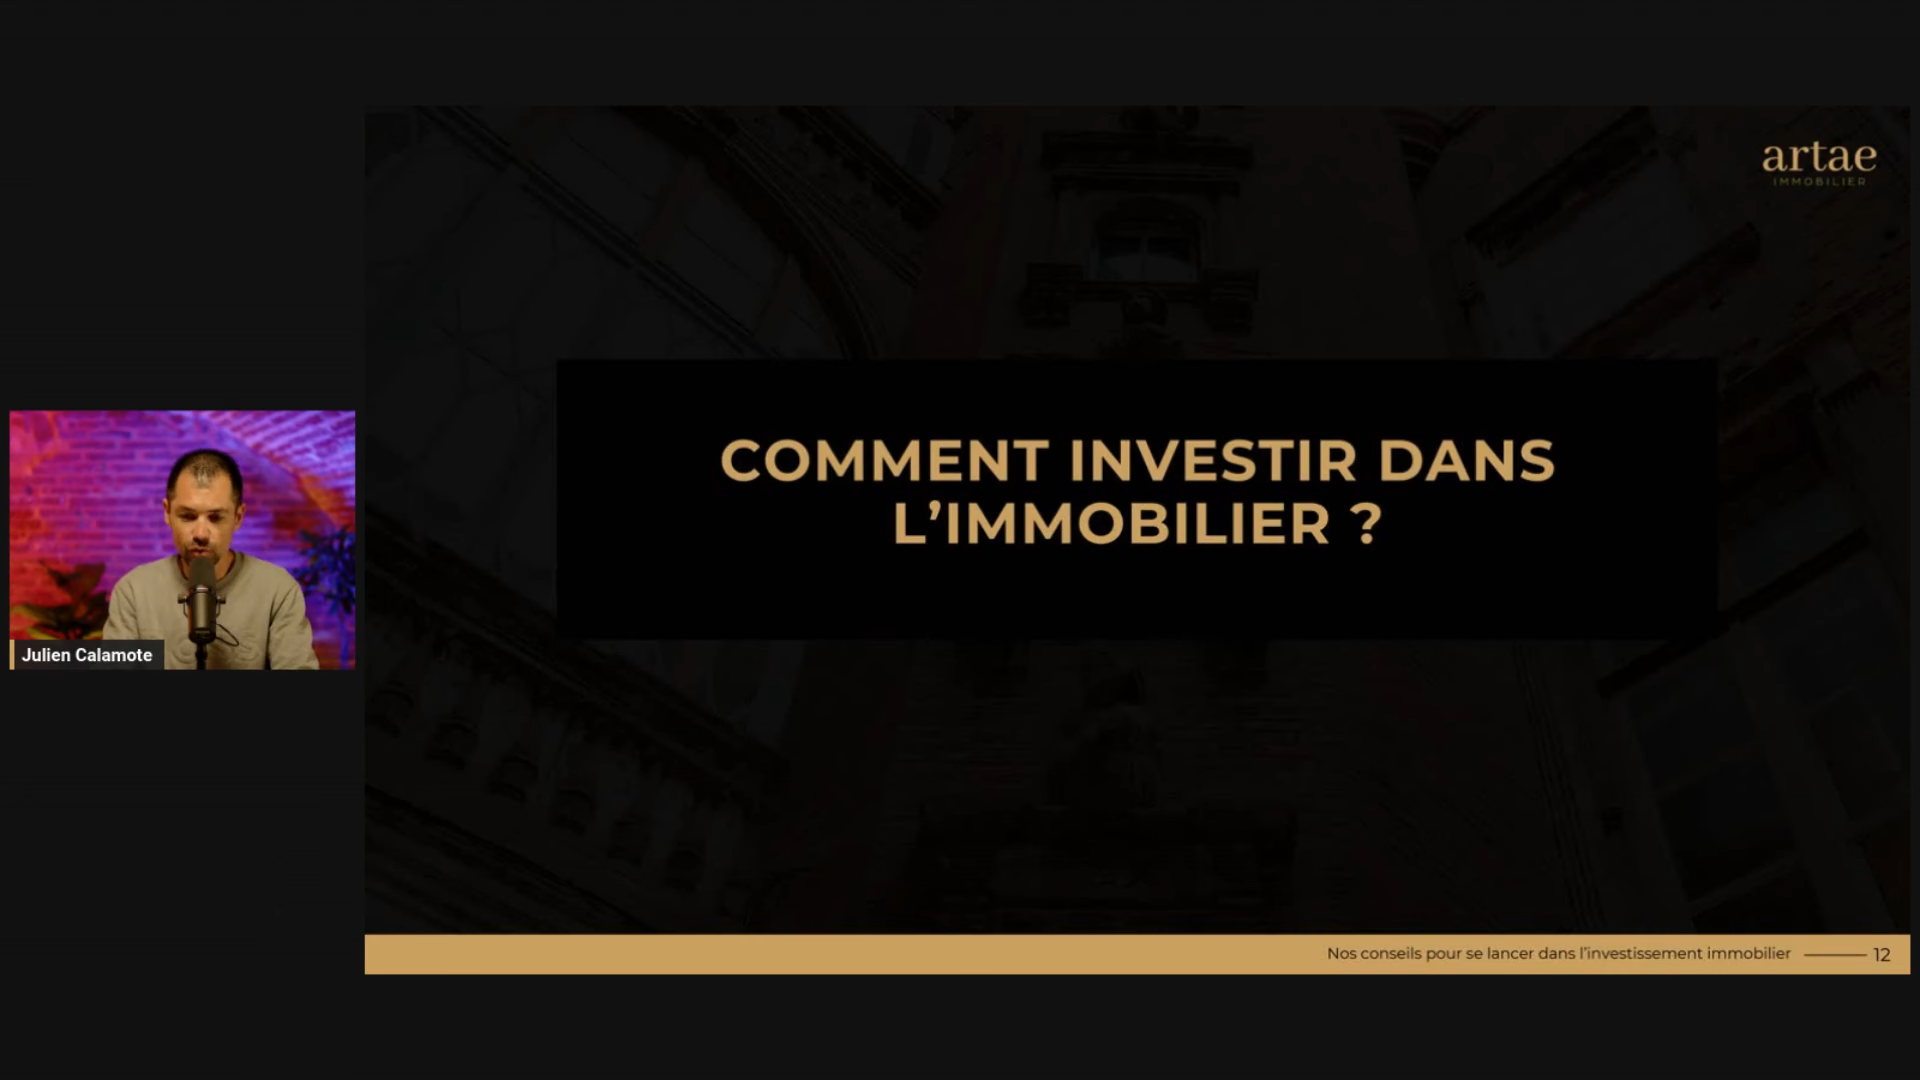 artae
IMMOBILIER
COMMENT INVESTIR DANS
L’IMMOBILIER ?
Julien Calamote
Nos conseils pour se lancer dans l’investissement immobilier
12